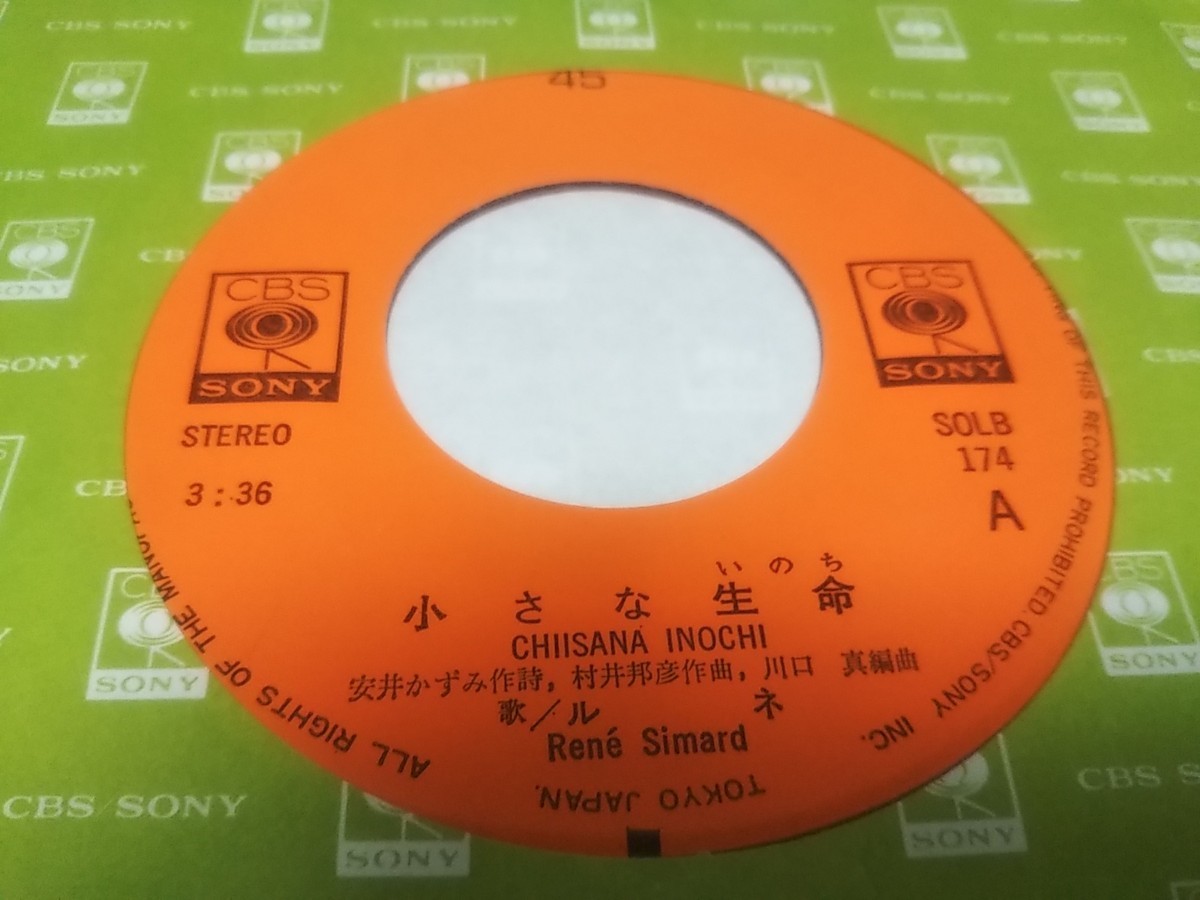 45
CBS
SONY
CBS
SONY
STEREO
3:36
SOLB
174
A
いのち
小さな生命
CHIISANA INOCHI
安井かずみ作詩, 村井邦彦作曲, 川口 真編曲
歌/ルネ
René Simard
ALL RIGHTS OF THE
OF THIS RECORD PROHIBITED. CBS/SONY INC.
TOKYO JAPAN.
CBS SONY
CBS SONY
CBS SONY
CBS/SONY
CBS/SONY